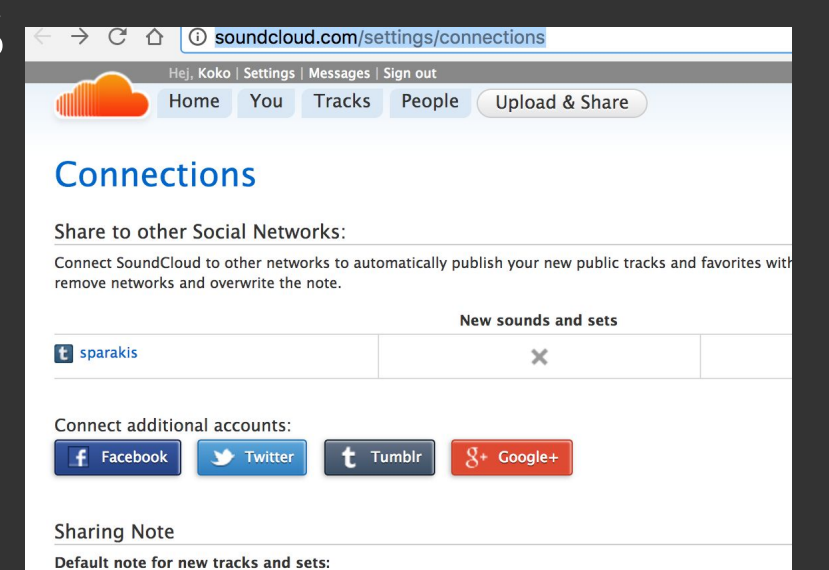 soundcloud.com/settings/connections
Hej, Koko | Settings | Messages | Sign out
Home You Tracks People Upload & Share
Connections
Share to other Social Networks:
Connect SoundCloud to other networks to automatically publish your new public tracks and favorites with
remove networks and overwrite the note.
New sounds and sets
t sparakis
Connect additional accounts:
f Facebook Twitter t Tumblr g+ Google+
Sharing Note
Default note for new tracks and sets: